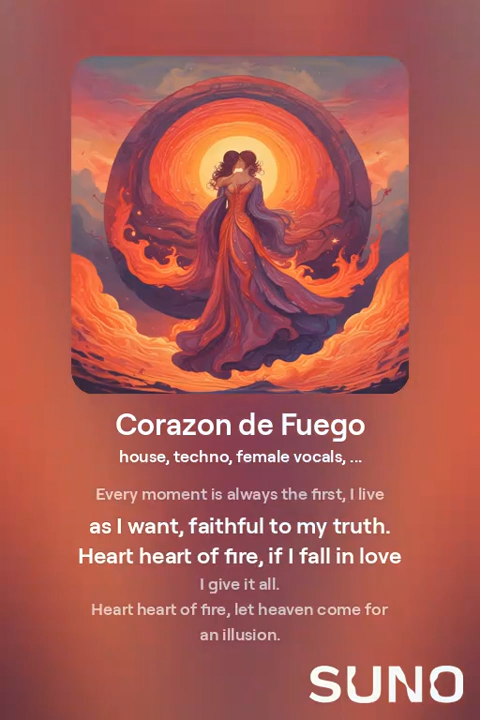 Corazon de Fuego
house, techno, female vocals, ...
Every moment is always the first, I live
as I want, faithful to my truth.
Heart heart of fire, if I fall in love
I give it all.
Heart heart of fire, let heaven come for
an illusion.
SUNO